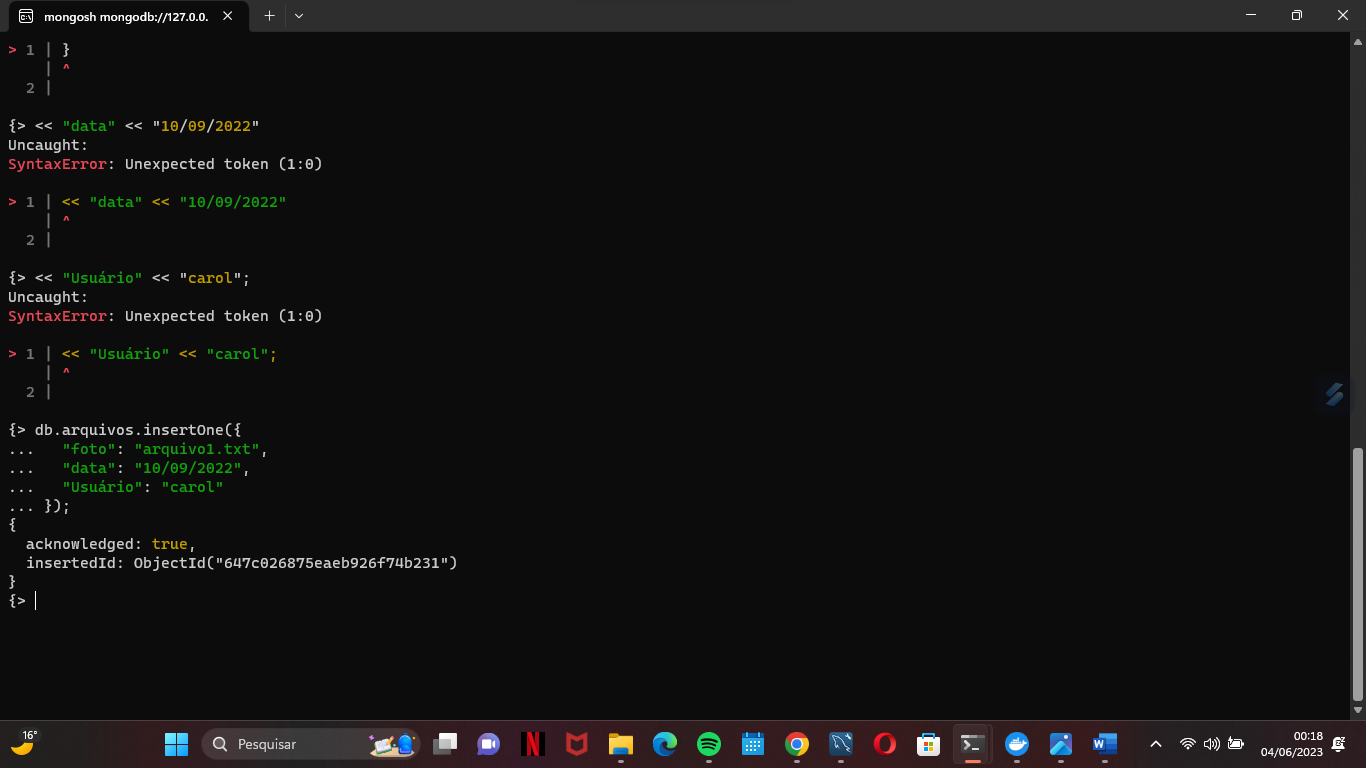 mongosh mongodb://127.0.0.
> 1 | }
| ^
2 |
{> << "data" << "10/09/2022"
Uncaught:
SyntaxError: Unexpected token (1:0)
> 1 | << "data" << "10/09/2022"
| ^
2 |
{> << "Usuário" << "carol";
Uncaught:
SyntaxError: Unexpected token (1:0)
> 1 | << "Usuário" << "carol";
| ^
2 |
{> db.arquivos.insertOne({
... "foto": "arquivo1.txt",
... "data": "10/09/2022",
... "Usuário": "carol"
... });
{
acknowledged: true,
insertedId: ObjectId("647c026875eaeb926f74b231")
}
{>
16°
Pesquisar
00:18
04/06/2023